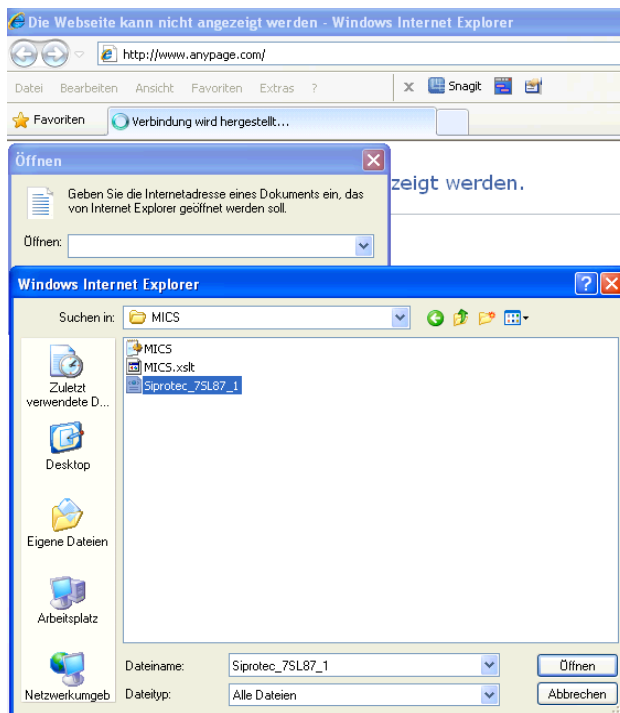 Die Webseite kann nicht angezeigt werden - Windows Internet Explorer
http://www.anypage.com/
Datei Bearbeiten Ansicht Favoriten Extras ?
x Snagit
Favoriten
Verbindung wird hergestellt...
zeigt werden.
Öffnen
Geben Sie die Internetadresse eines Dokuments ein, das
von Internet Explorer geöffnet werden soll.
Öffnen:
Windows Internet Explorer
Suchen in: MICS
Zuletzt
verwendete D...
Desktop
Eigene Dateien
Arbeitsplatz
Netzwerkumgeb
MICS
MICS.xslt
Siprotec_7SL87_1
Dateiname: Siprotec_7SL87_1 Öffnen
Dateityp: Alle Dateien Abbrechen